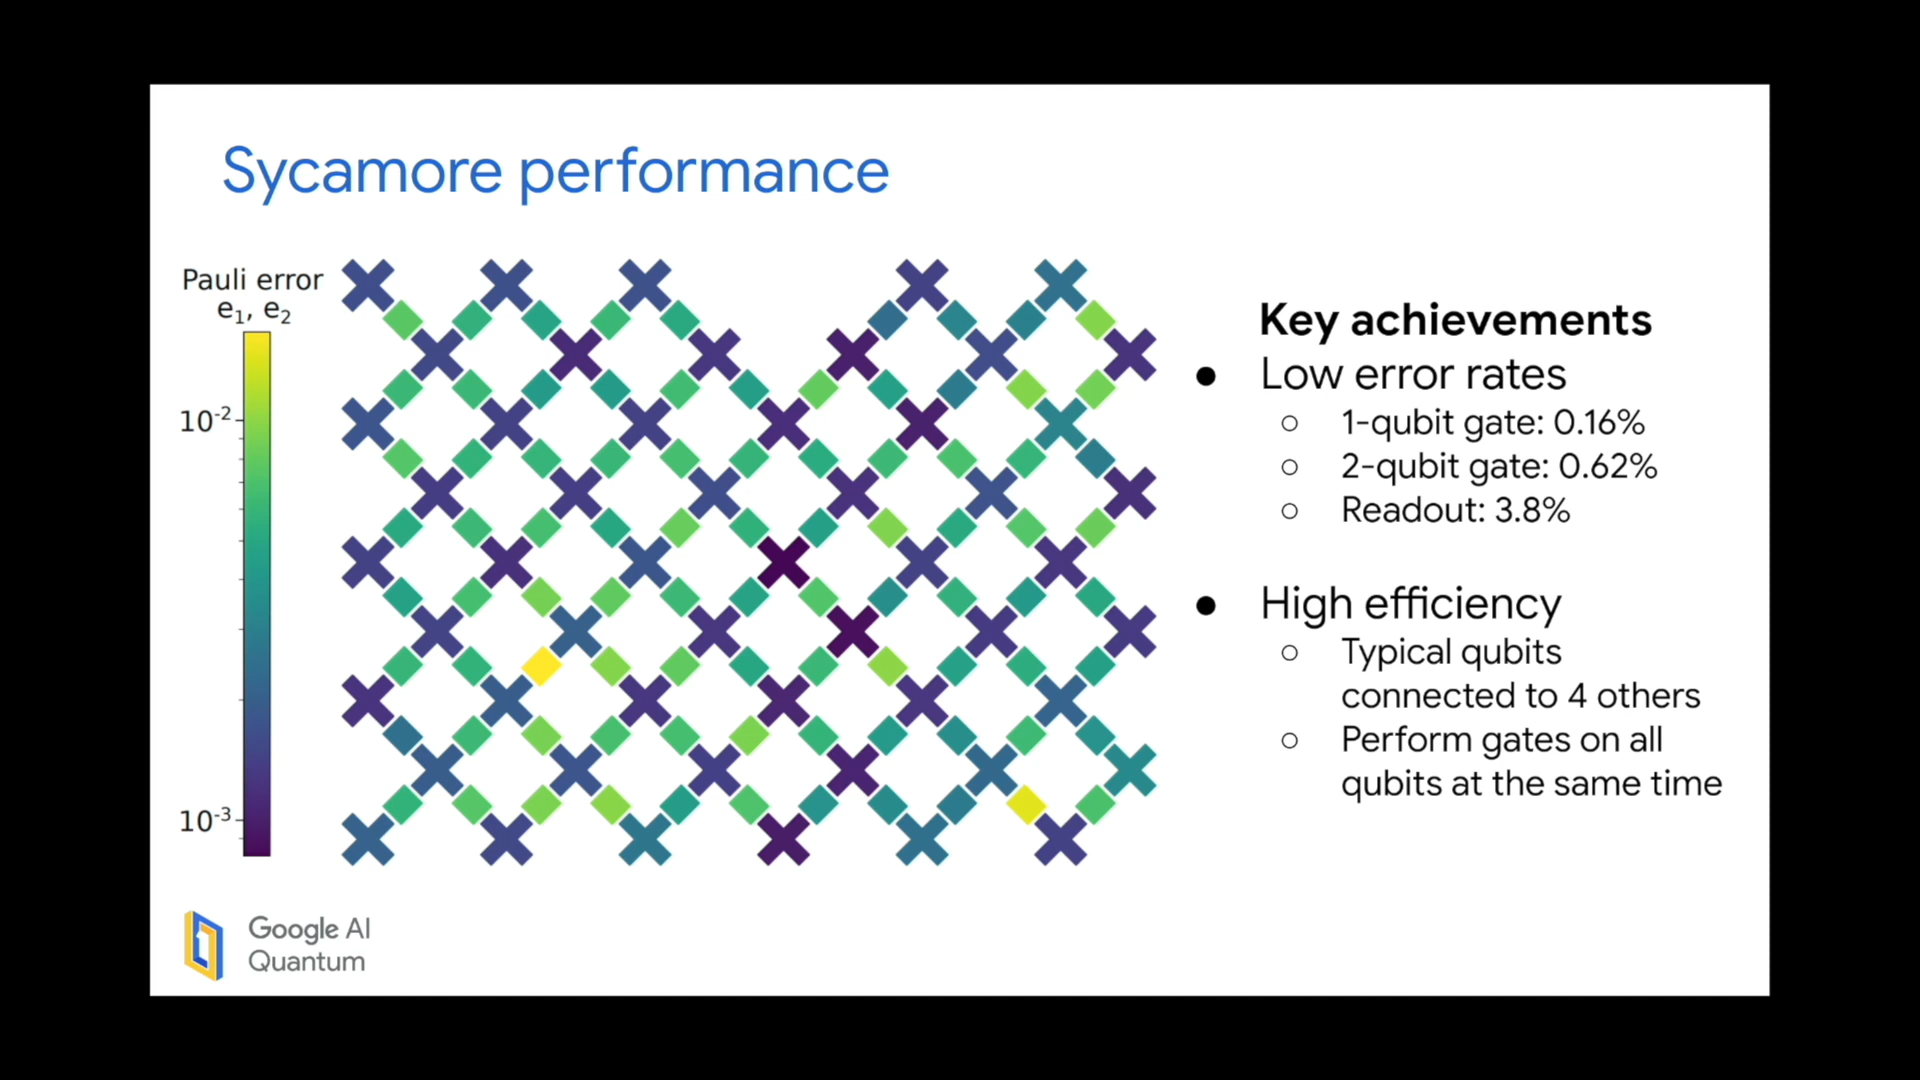 Sycamore performance
Pauli error
e₁, e₂
10⁻²
10⁻³
Key achievements
● Low error rates
○ 1-qubit gate: 0.16%
○ 2-qubit gate: 0.62%
○ Readout: 3.8%
● High efficiency
○ Typical qubits
connected to 4 others
○ Perform gates on all
qubits at the same time
Google AI
Quantum